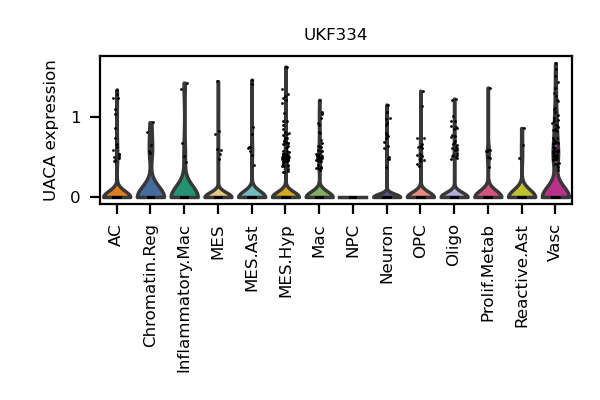 UKF334
UACA expression
1
0
AC
Chromatin.Reg
Inflammatory.Mac
MES
MES.Ast
MES.Hyp
Mac
NPC
Neuron
OPC
Oligo
Prolif.Metab
Reactive.Ast
Vasc